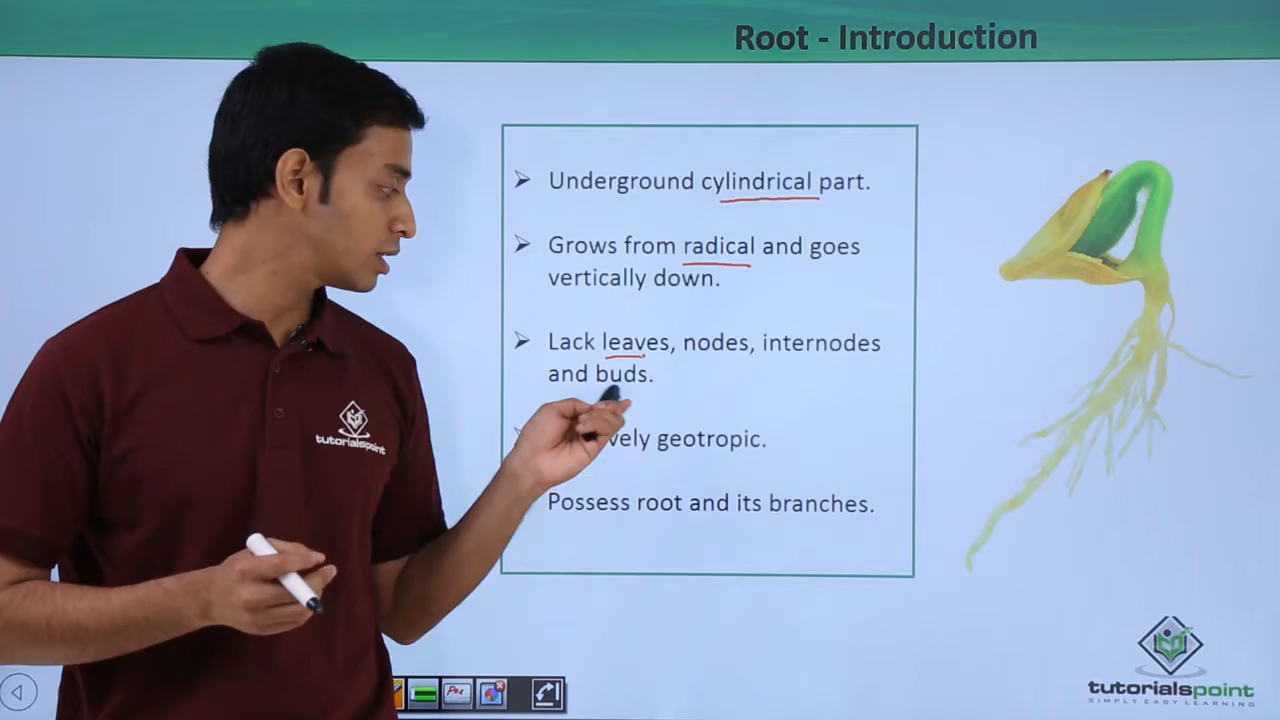 Root - Introduction
Underground cylindrical part.
Grows from radical and goes
vertically down.
Lack leaves, nodes, internodes
and buds.
geotropic.
Possess root and its branches.
tutorialspoint
tutorialspoint
SIMPLY EASY LEARNING